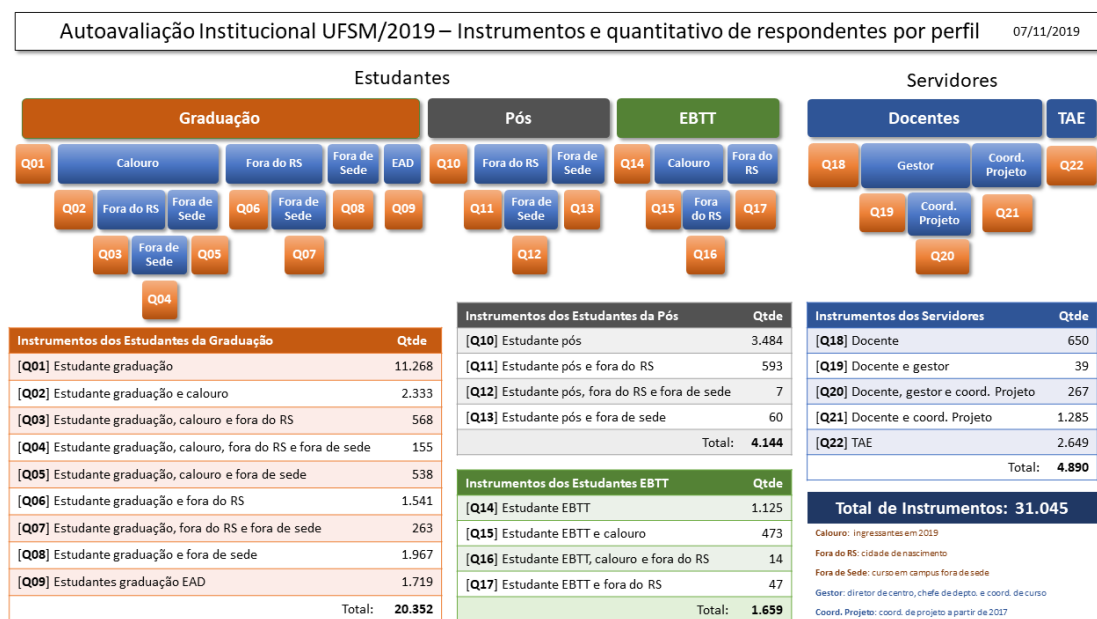 Autoavaliação Institucional UFSM/2019 – Instrumentos e quantitativo de respondentes por perfil 07/11/2019
Estudantes
Servidores
Graduação
Pós
EBTT
Docentes
TAE
Q01 Calouro Fora do RS Fora de Sede EAD
Q10 Fora do RS Fora de Sede
Q14 Calouro Fora do RS
Q18 Gestor Coord. Projeto
Q22
Q02 Fora do RS Fora de Sede Q06 Fora de Sede Q08 Q09
Q11 Fora de Sede Q13
Q15 Fora do RS Q17
Q19 Coord. Projeto Q21
Q03 Fora de Sede Q05 Q07
Q12
Q16
Q20
Q04
Instrumentos dos Estudantes da Graduação Qtde
[Q01] Estudante graduação 11.268
[Q02] Estudante graduação e calouro 2.333
[Q03] Estudante graduação, calouro e fora do RS 568
[Q04] Estudante graduação, calouro, fora do RS e fora de sede 155
[Q05] Estudante graduação, calouro e fora de sede 538
[Q06] Estudante graduação e fora do RS 1.541
[Q07] Estudante graduação, fora do RS e fora de sede 263
[Q08] Estudante graduação e fora de sede 1.967
[Q09] Estudantes graduação EAD 1.719
Total: 20.352
Instrumentos dos Estudantes da Pós Qtde
[Q10] Estudante pós 3.484
[Q11] Estudante pós e fora do RS 593
[Q12] Estudante pós, fora do RS e fora de sede 7
[Q13] Estudante pós e fora de sede 60
Total: 4.144
Instrumentos dos Estudantes EBTT Qtde
[Q14] Estudante EBTT 1.125
[Q15] Estudante EBTT e calouro 473
[Q16] Estudante EBTT, calouro e fora do RS 14
[Q17] Estudante EBTT e fora do RS 47
Total: 1.659
Instrumentos dos Servidores Qtde
[Q18] Docente 650
[Q19] Docente e gestor 39
[Q20] Docente, gestor e coord. Projeto 267
[Q21] Docente e coord. Projeto 1.285
[Q22] TAE 2.649
Total: 4.890
Total de Instrumentos: 31.045
Calouro: ingressantes em 2019
Fora do RS: cidade de nascimento
Fora de Sede: curso em campus fora de sede
Gestor: diretor de centro, chefe de depto. e coord. de curso
Coord. Projeto: coord. de projeto a partir de 2017